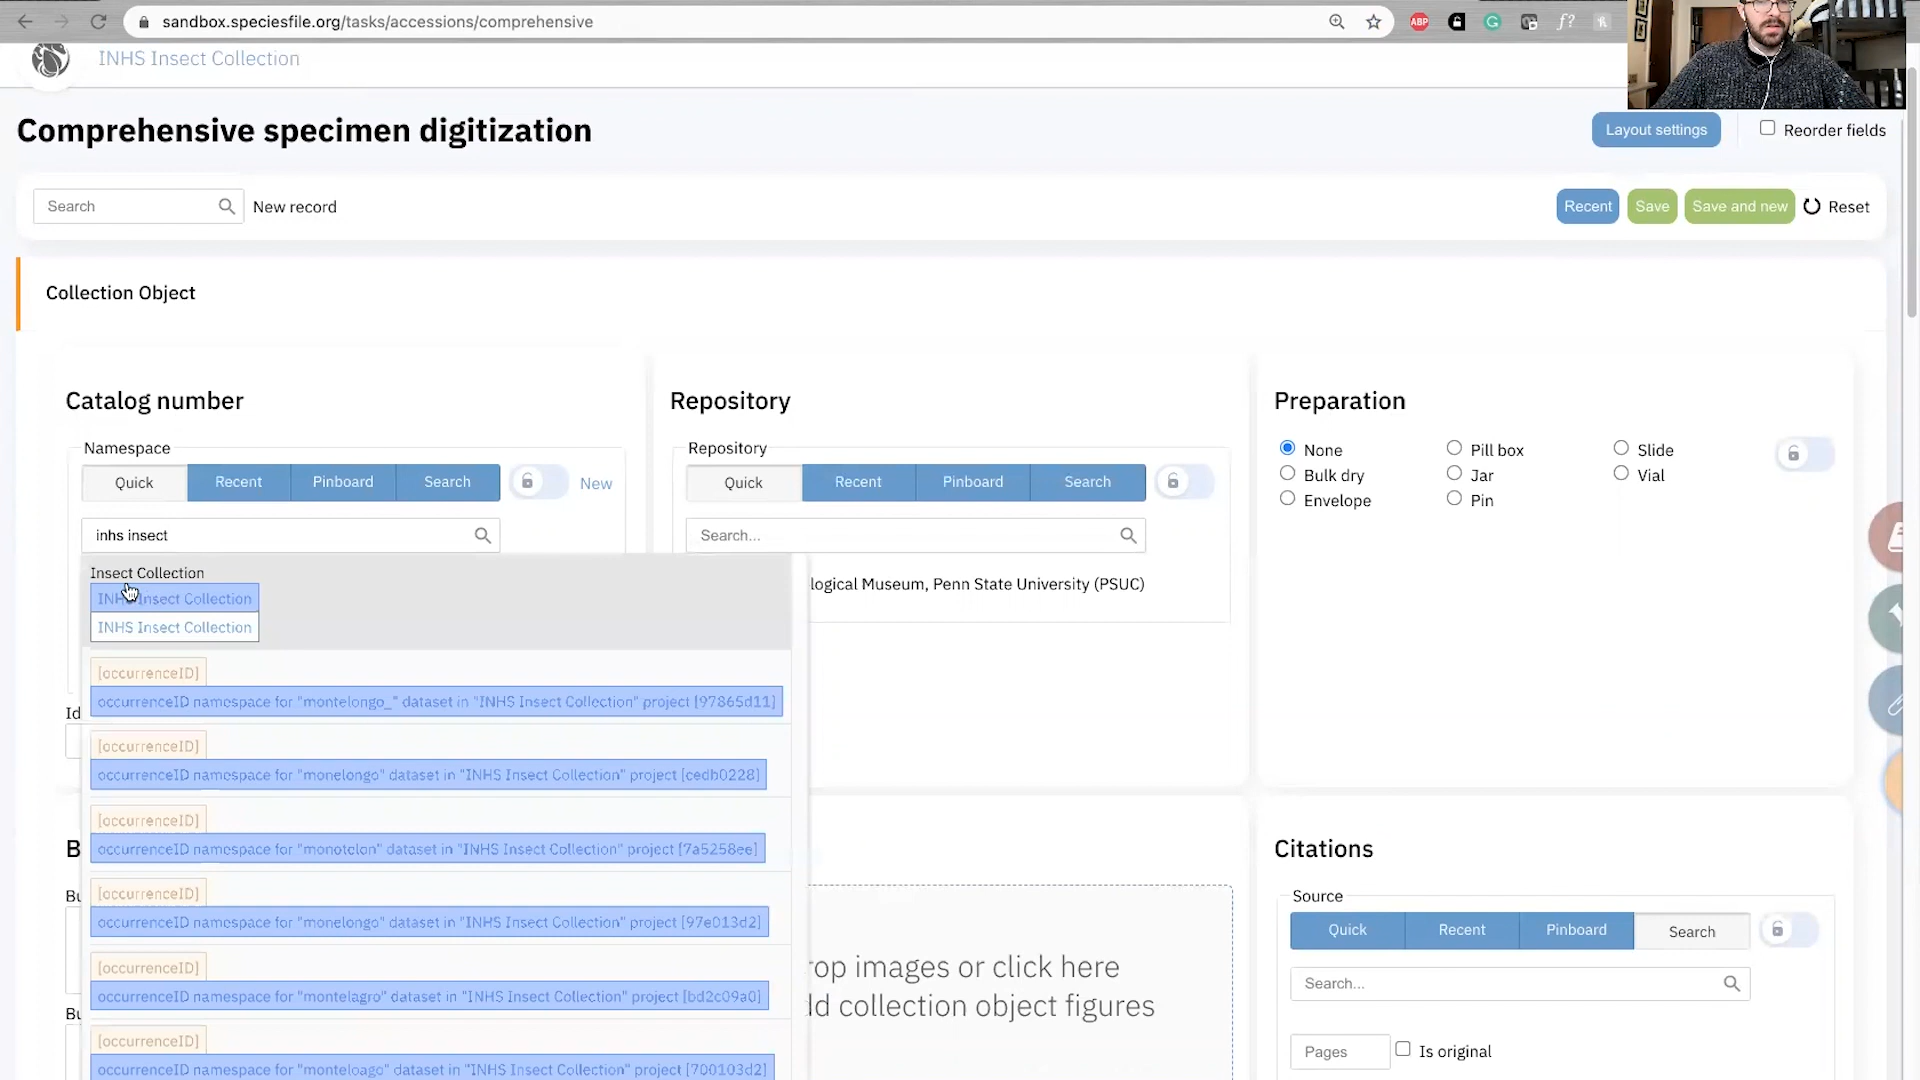 sandbox.speciesfile.org/tasks/accessions/comprehensive
ABP
f?
INHS Insect Collection
Comprehensive specimen digitization
Layout settings
Reorder fields
Search
New record
Recent
Save
Save and new
Reset
Collection Object
Catalog number
Namespace
Quick
Recent
Pinboard
Search
New
inhs insect
Insect Collection
INHS Insect Collection
INHS Insect Collection
[occurrenceID]
occurrenceID namespace for "montelongo_" dataset in "INHS Insect Collection" project [97865d11]
[occurrenceID]
occurrenceID namespace for "monelongo" dataset in "INHS Insect Collection" project [cedb0228]
[occurrenceID]
occurrenceID namespace for "monotclon" dataset in "INHS Insect Collection" project [7a5258ee]
[occurrenceID]
occurrenceID namespace for "monelongo" dataset in "INHS Insect Collection" project [97e013d2]
[occurrenceID]
occurrenceID namespace for "montelagro" dataset in "INHS Insect Collection" project [bd2c09a0]
[occurrenceID]
occurrenceID namespace for "monteloago" dataset in "INHS Insect Collection" project [700103d2]
Id
B
Bu
Bu
Repository
Repository
Quick
Recent
Pinboard
Search
Search...
ological Museum, Penn State University (PSUC)
Preparation
None
Bulk dry
Envelope
Pill box
Jar
Pin
Slide
Vial
rop images or click here
dd collection object figures
Citations
Source
Quick
Recent
Pinboard
Search
Search...
Pages
Is original